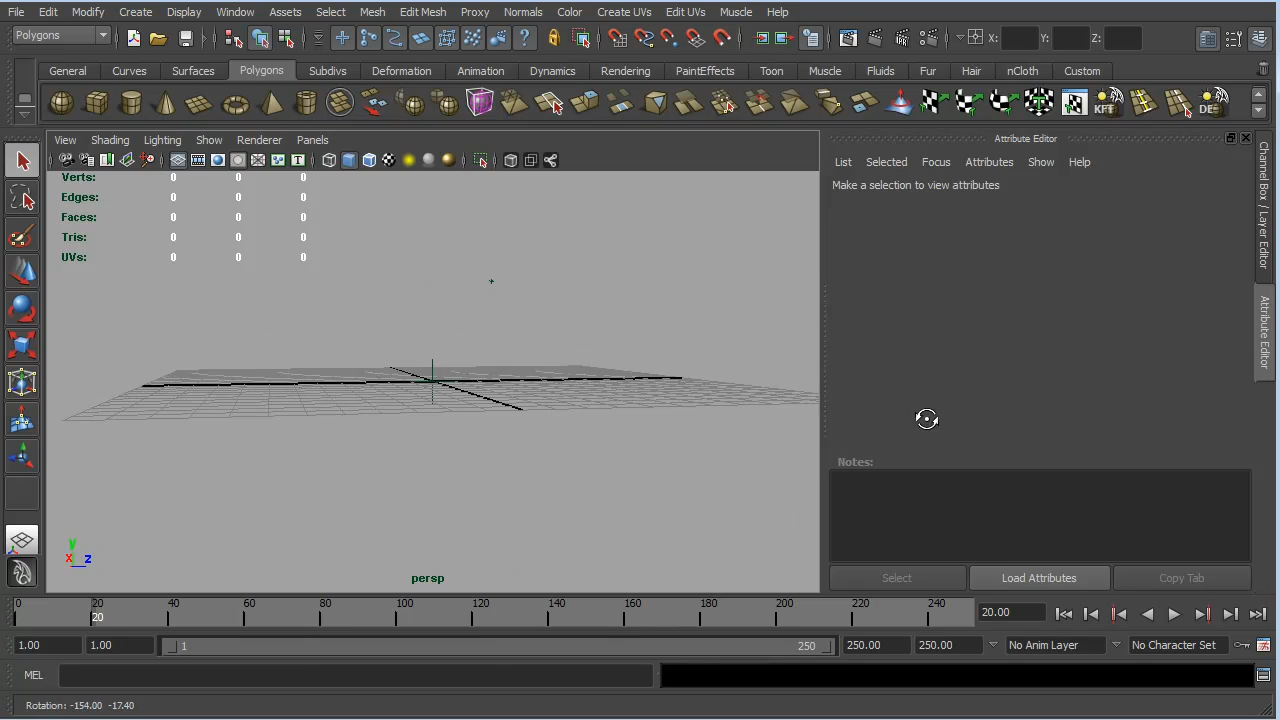 File Edit Modify Create Display Window Assets Select Mesh Edit Mesh Proxy Normals Color Create UVs Edit UVs Muscle Help
Polygons X: Y: Z:
General Curves Surfaces Polygons Subdivs Deformation Animation Dynamics Rendering PaintEffects Toon Muscle Fluids Fur Hair nCloth Custom
KFT DE
View Shading Lighting Show Renderer Panels
Attribute Editor
List Selected Focus Attributes Show Help
Make a selection to view attributes
Verts: 0 0 0
Edges: 0 0 0
Faces: 0 0 0
Tris: 0 0 0
UVs: 0 0 0
Channel Box / Layer Editor
Attribute Editor
Notes:
y
x z
persp
Select Load Attributes Copy Tab
0 20 40 60 80 100 120 140 160 180 200 220 240
20
20.00
1.00 1.00 1 250 250.00 250.00 No Anim Layer No Character Set
MEL
Rotation: -154.00 -17.40